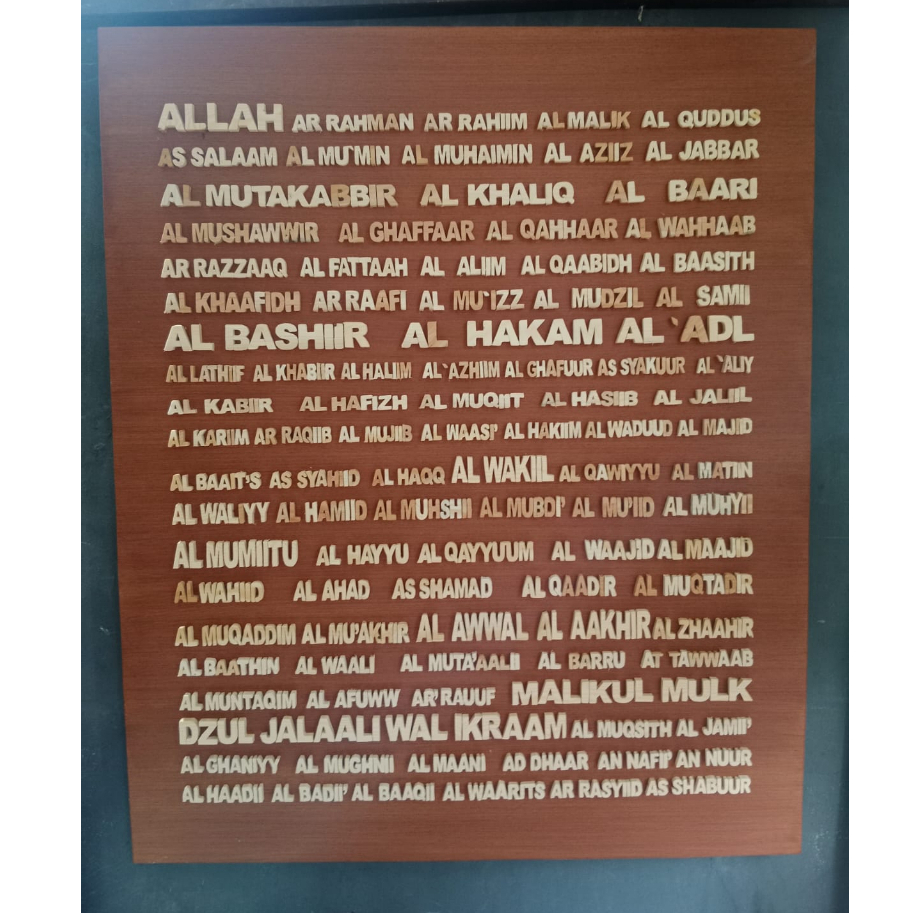 ALLAH AR RAHMAN AR RAHIIM AL MALIK AL QUDDUS
AS SALAAM AL MU'MIN AL MUHAIMIN AL AZIIZ AL JABBAR
AL MUTAKABBIR AL KHALIQ AL BAARI
AL MUSHAWWIR AL GHAFFAAR AL QAHHAAR AL WAHHAAB
AR RAZZAAQ AL FATTAAH AL ALIIM AL QAABIDH AL BAASITH
AL KHAAFIDH AR RAAFI AL MU`IZZ AL MUDZIL AL SAMII
AL BASHIIR AL HAKAM AL `ADL
AL LATHIIF AL KHABIIR AL HALIIM AL`AZHIIM AL GHAFUUR AS SYAKUUR AL `ALIY
AL KABIIR AL HAFIZH AL MUQIIT AL HASIIB AL JALIIL
AL KARIIM AR RAQIIB AL MUJIIB AL WAASI' AL HAKIIM AL WADUUD AL MAJIID
AL BAAIT'S AS SYAHIID AL HAQQ AL WAKIIL AL QAWIYYU AL MATIIN
AL WALIYY AL HAMIID AL MUHSHII AL MUBDI' AL MU'IID AL MUHYII
AL MUMIITU AL HAYYU AL QAYYUUM AL WAAJID AL MAAJID
AL WAHIID AL AHAD AS SHAMAD AL QAADIR AL MUQTADIR
AL MUQADDIM AL MU'AKHIR AL AWWAL AL AAKHIR AL ZHAAHIR
AL BAATHIN AL WAALI AL MUTA'AALII AL BARRU AT TAWWAAB
AL MUNTAQIM AL AFUWW AR'RAUUF MALIKUL MULK
DZUL JALAALI WAL IKRAAM AL MUQSITH AL JAMII'
AL GHANIYY AL MUGHNII AL MAANI AD DHAAR AN NAFII' AN NUUR
AL HAADII AL BADII' AL BAAQII AL WAARITS AR RASYIID AS SHABUUR